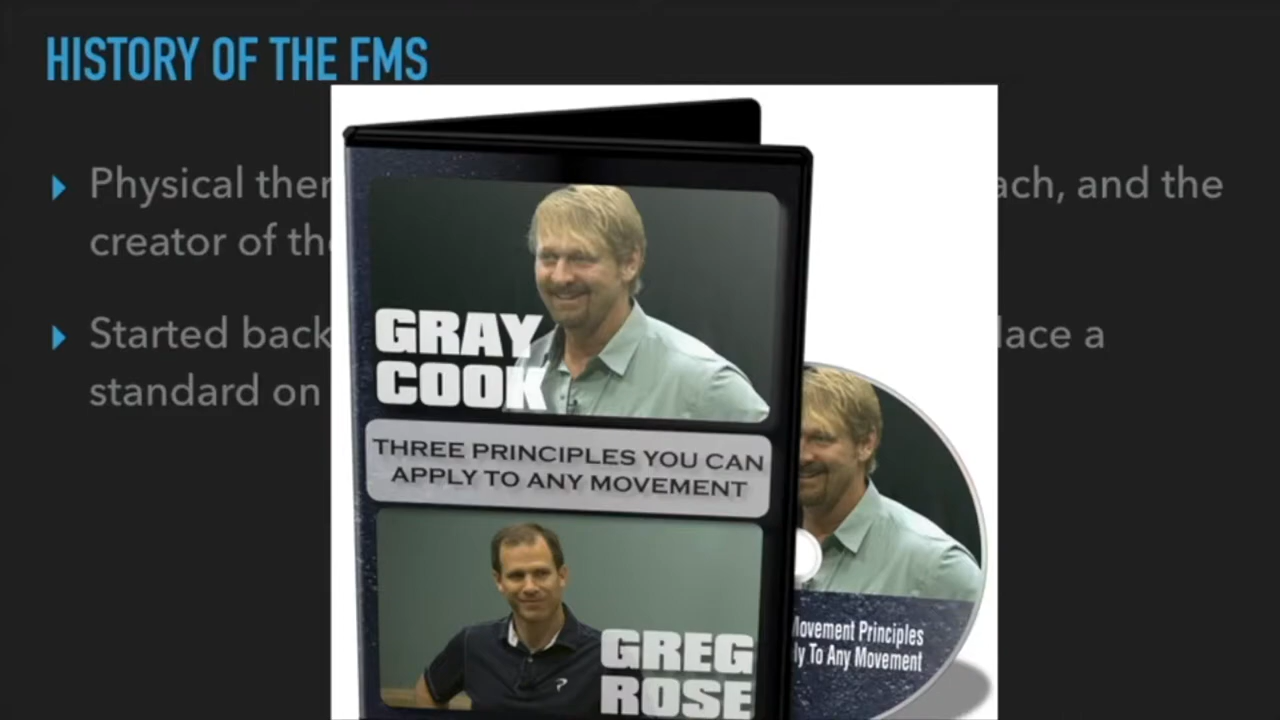 HISTORY OF THE FMS
Physical ther
ach, and the
creator of the
Started back
lace a
standard on
GRAY
COOK
THREE PRINCIPLES YOU CAN
APPLY TO ANY MOVEMENT
GREG
ROSE
Movement Principles
ly To Any Movement